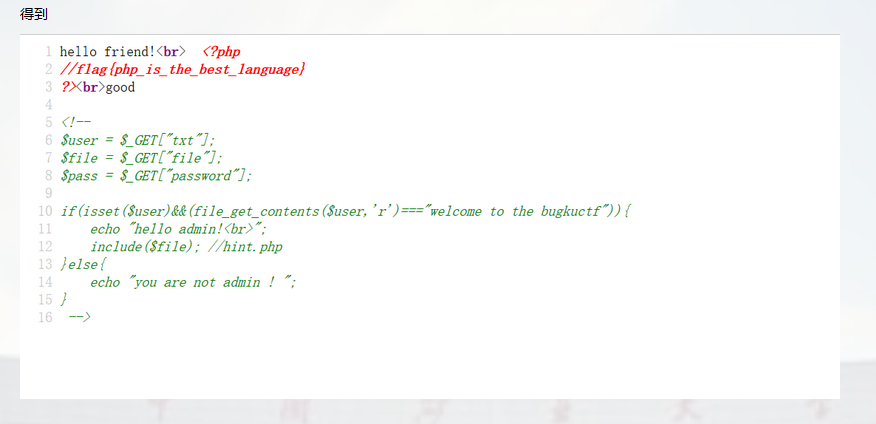 得到
1 hello friend!<br>  <?php
2 //flag{php_is_the_best_language}
3 ?><br>good
4
5 <!--
6 $user = $_GET["txt"];
7 $file = $_GET["file"];
8 $pass = $_GET["password"];
9
10 if(isset($user)&&(file_get_contents($user,'r')==="welcome to the bugkuctf")){
11     echo "hello admin!<br>";
12     include($file); //hint.php
13 }else{
14     echo "you are not admin ! ";
15 }
16  -->